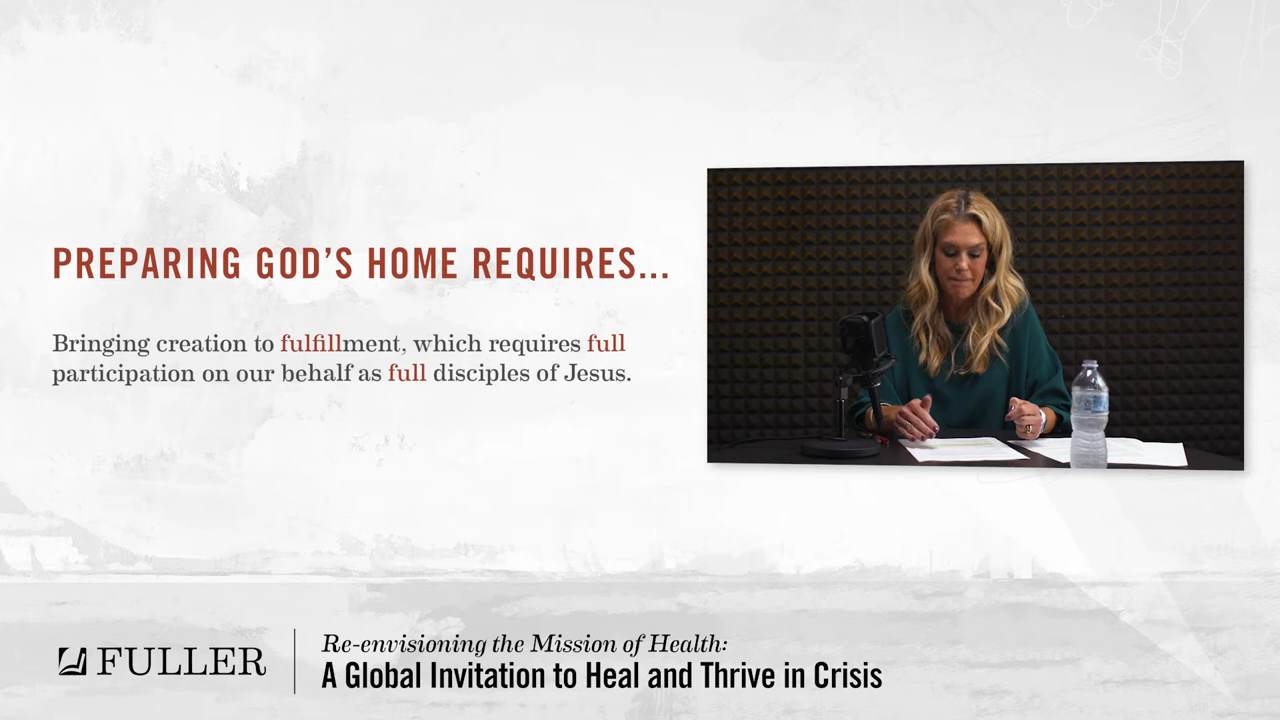 PREPARING GOD'S HOME REQUIRES...
Bringing creation to fulfillment, which requires full
participation on our behalf as full disciples of Jesus.
FULLER
Re-envisioning the Mission of Health:
A Global Invitation to Heal and Thrive in Crisis